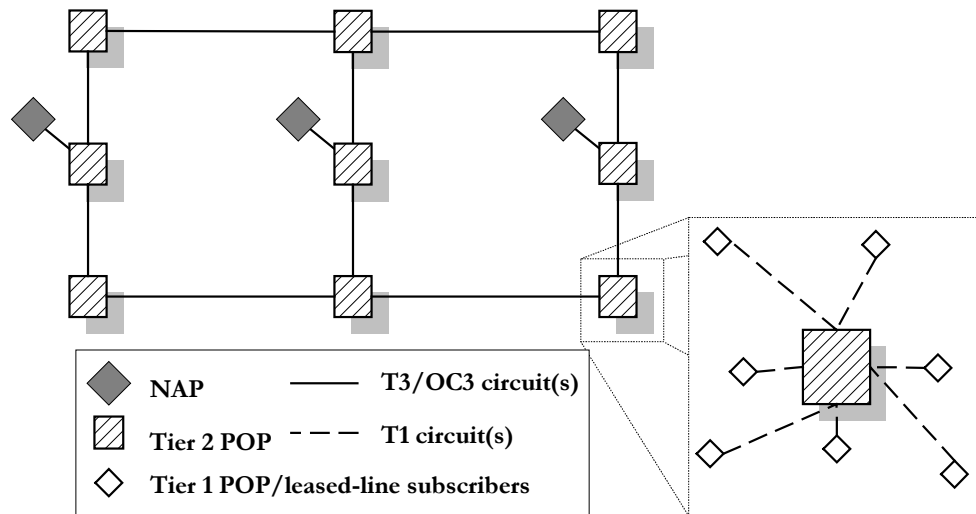 NAP
T3/OC3 circuit(s)
Tier 2 POP
T1 circuit(s)
Tier 1 POP/leased-line subscribers